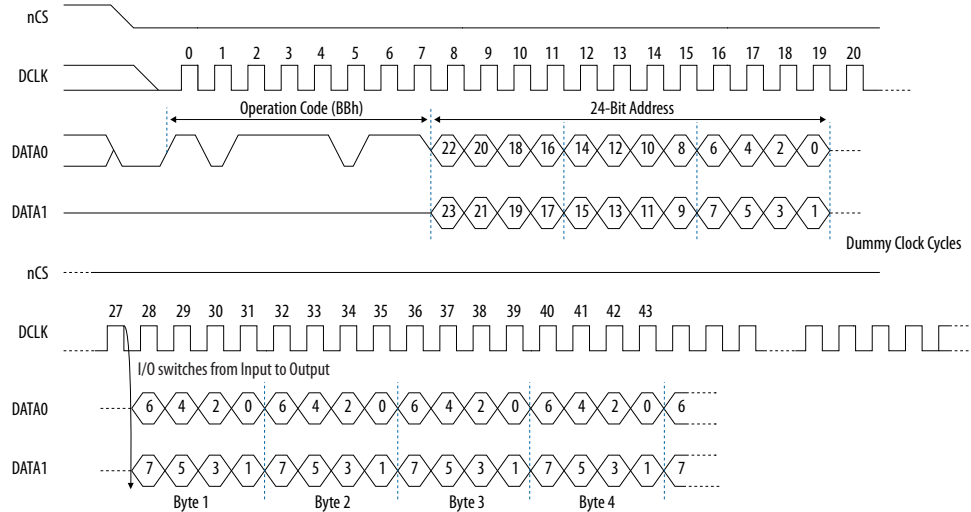 nCS
0 1 2 3 4 5 6 7 8 9 10 11 12 13 14 15 16 17 18 19 20
DCLK
Operation Code (BBh) 24-Bit Address
DATA0 22 20 18 16 14 12 10 8 6 4 2 0
DATA1 23 21 19 17 15 13 11 9 7 5 3 1
Dummy Clock Cycles
nCS
27 28 29 30 31 32 33 34 35 36 37 38 39 40 41 42 43
DCLK
I/O switches from Input to Output
DATA0 6 4 2 0 6 4 2 0 6 4 2 0 6 4 2 0 6
DATA1 7 5 3 1 7 5 3 1 7 5 3 1 7 5 3 1 7
Byte 1 Byte 2 Byte 3 Byte 4